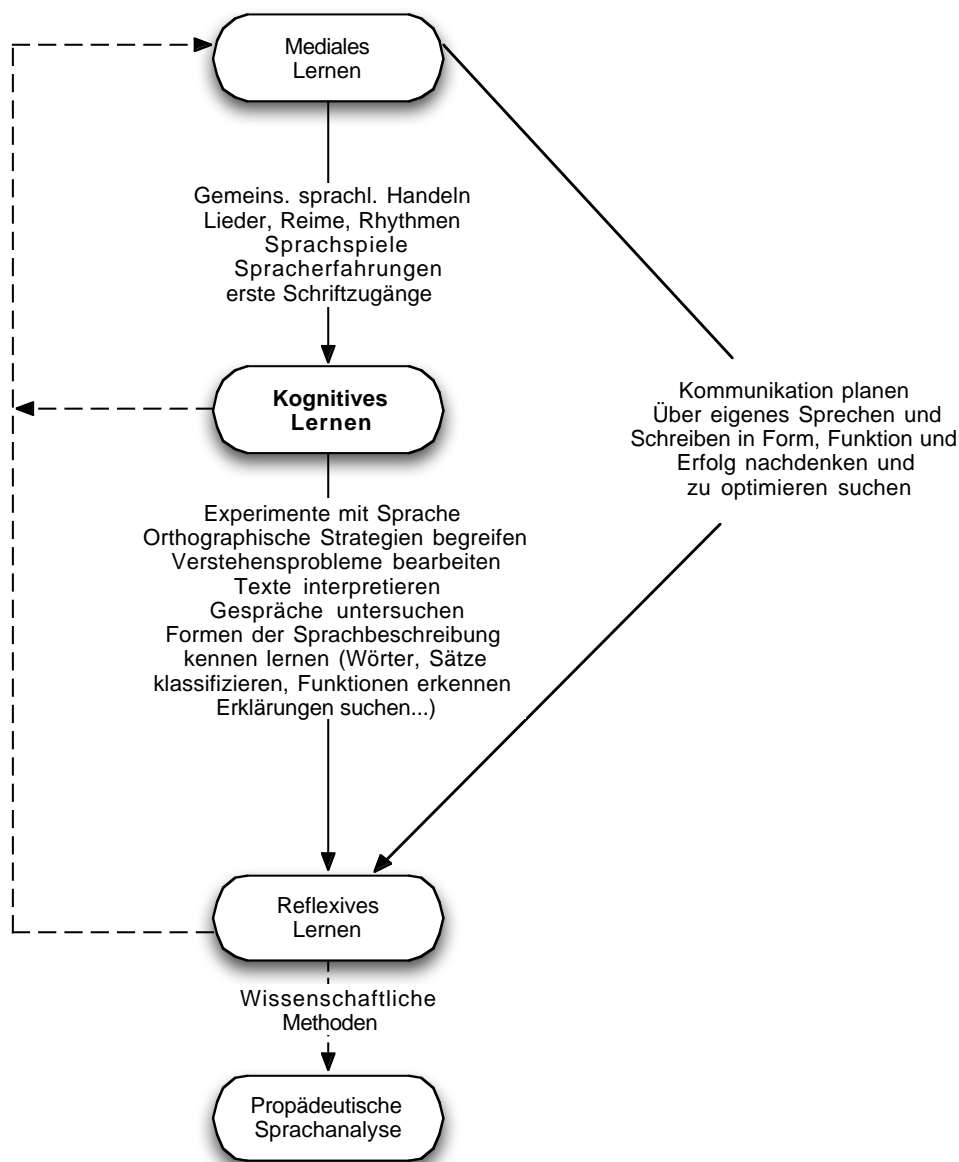 Mediales
Lernen
Gemeins. sprachl. Handeln
Lieder, Reime, Rhythmen
Sprachspiele
Spracherfahrungen
erste Schriftzugänge
Kognitives
Lernen
Kommunikation planen
Über eigenes Sprechen und
Schreiben in Form, Funktion und
Erfolg nachdenken und
zu optimieren suchen
Experimente mit Sprache
Orthographische Strategien begreifen
Verstehensprobleme bearbeiten
Texte interpretieren
Gespräche untersuchen
Formen der Sprachbeschreibung
kennen lernen (Wörter, Sätze
klassifizieren, Funktionen erkennen
Erklärungen suchen...)
Reflexives
Lernen
Wissenschaftliche
Methoden
Propädeutische
Sprachanalyse